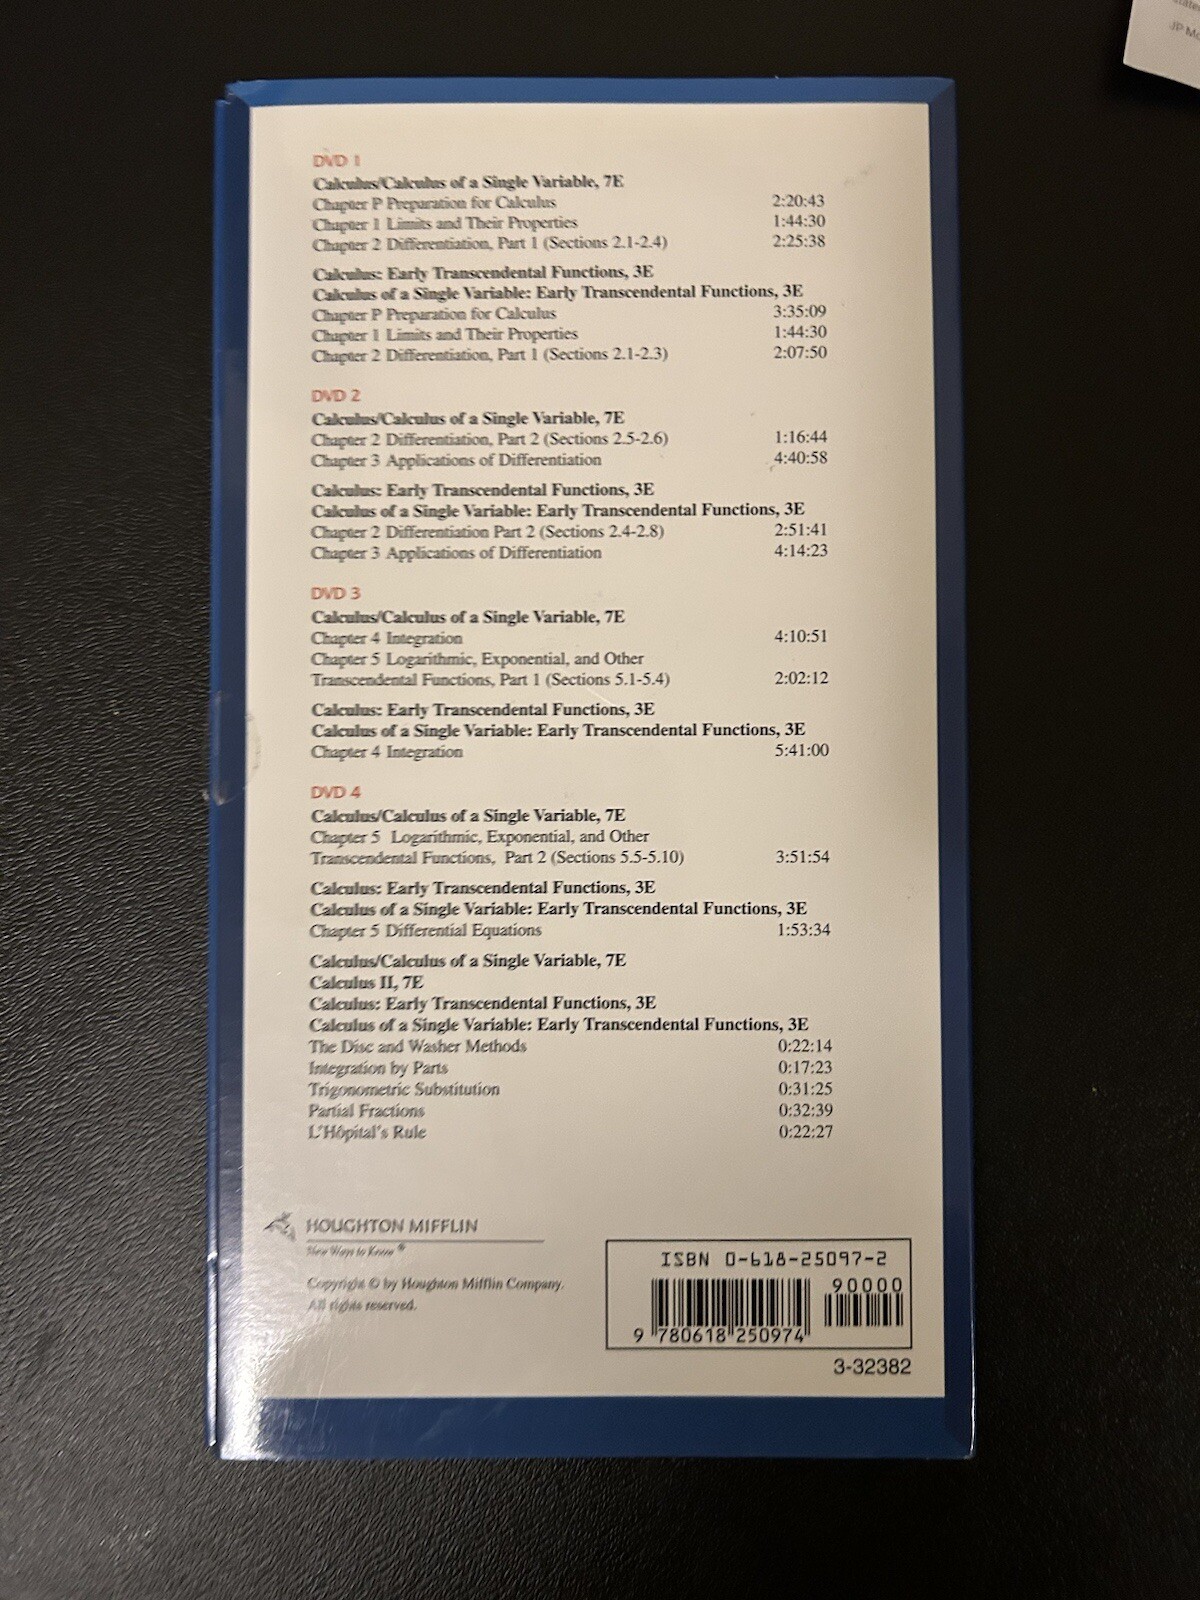 DVD 1
Calculus/Calculus of a Single Variable, 7E
Chapter P Preparation for Calculus 2:20:43
Chapter 1 Limits and Their Properties 1:44:30
Chapter 2 Differentiation, Part 1 (Sections 2.1-2.4) 2:25:38
Calculus: Early Transcendental Functions, 3E
Calculus of a Single Variable: Early Transcendental Functions, 3E
Chapter P Preparation for Calculus 3:35:09
Chapter 1 Limits and Their Properties 1:44:30
Chapter 2 Differentiation, Part 1 (Sections 2.1-2.3) 2:07:50
DVD 2
Calculus/Calculus of a Single Variable, 7E
Chapter 2 Differentiation, Part 2 (Sections 2.5-2.6) 1:16:44
Chapter 3 Applications of Differentiation 4:40:58
Calculus: Early Transcendental Functions, 3E
Calculus of a Single Variable: Early Transcendental Functions, 3E
Chapter 2 Differentiation Part 2 (Sections 2.4-2.8) 2:51:41
Chapter 3 Applications of Differentiation 4:14:23
DVD 3
Calculus/Calculus of a Single Variable, 7E
Chapter 4 Integration 4:10:51
Chapter 5 Logarithmic, Exponential, and Other
Transcendental Functions, Part 1 (Sections 5.1-5.4) 2:02:12
Calculus: Early Transcendental Functions, 3E
Calculus of a Single Variable: Early Transcendental Functions, 3E
Chapter 4 Integration 5:41:00
DVD 4
Calculus/Calculus of a Single Variable, 7E
Chapter 5 Logarithmic, Exponential, and Other
Transcendental Functions, Part 2 (Sections 5.5-5.10) 3:51:54
Calculus: Early Transcendental Functions, 3E
Calculus of a Single Variable: Early Transcendental Functions, 3E
Chapter 5 Differential Equations 1:53:34
Calculus/Calculus of a Single Variable, 7E
Calculus II, 7E
Calculus: Early Transcendental Functions, 3E
Calculus of a Single Variable: Early Transcendental Functions, 3E
The Disc and Washer Methods 0:22:14
Integration by Parts 0:17:23
Trigonometric Substitution 0:31:25
Partial Fractions 0:32:39
L'Hôpital's Rule 0:22:27
HOUGHTON MIFFLIN
New Ways to Know®
Copyright © by Houghton Mifflin Company.
All rights reserved.
ISBN 0-618-25097-2
90000
9 780618 250974
3-32382
JP